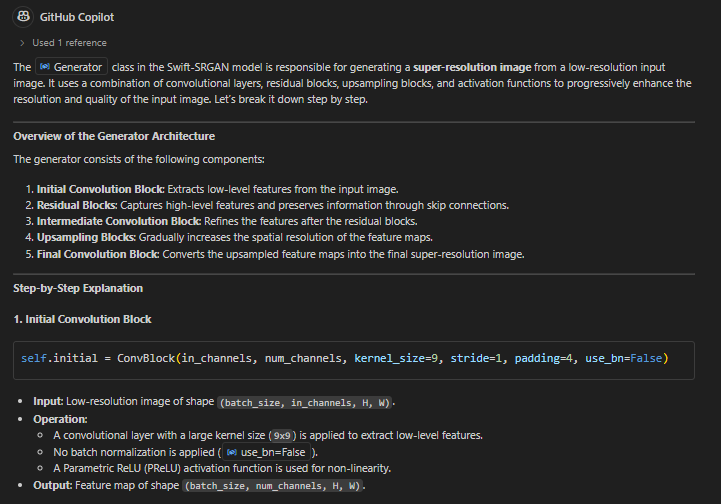 GitHub Copilot
Used 1 reference
The Generator class in the Swift-SRGAN model is responsible for generating a super-resolution image from a low-resolution input
image. It uses a combination of convolutional layers, residual blocks, upsampling blocks, and activation functions to progressively enhance the
resolution and quality of the input image. Let's break it down step by step.
Overview of the Generator Architecture
The generator consists of the following components:
1. Initial Convolution Block: Extracts low-level features from the input image.
2. Residual Blocks: Captures high-level features and preserves information through skip connections.
3. Intermediate Convolution Block: Refines the features after the residual blocks.
4. Upsampling Blocks: Gradually increases the spatial resolution of the feature maps.
5. Final Convolution Block: Converts the upsampled feature maps into the final super-resolution image.
Step-by-Step Explanation
1. Initial Convolution Block
self.initial = ConvBlock(in_channels, num_channels, kernel_size=9, stride=1, padding=4, use_bn=False)
• Input: Low-resolution image of shape (batch_size, in_channels, H, W).
• Operation:
○ A convolutional layer with a large kernel size (9x9) is applied to extract low-level features.
○ No batch normalization is applied ( use_bn=False ).
○ A Parametric ReLU (PReLU) activation function is used for non-linearity.
• Output: Feature map of shape (batch_size, num_channels, H, W).